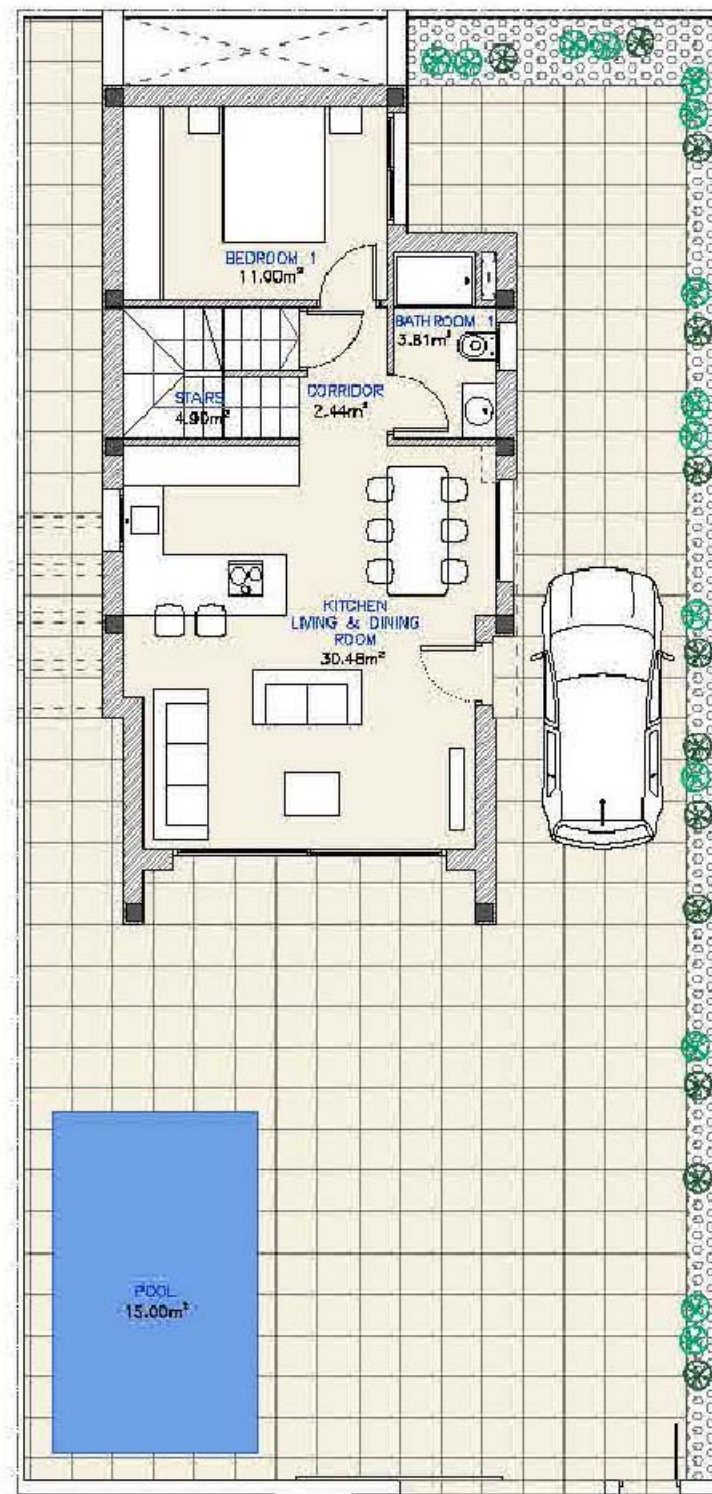 BEDROOM 1
11.00m²
BATHROOM 1
3.81m²
STAIRS
4.90m²
CORRIDOR
2.44m²
KITCHEN
LIVING & DINING
ROOM
30.48m²
POOL
15.00m²